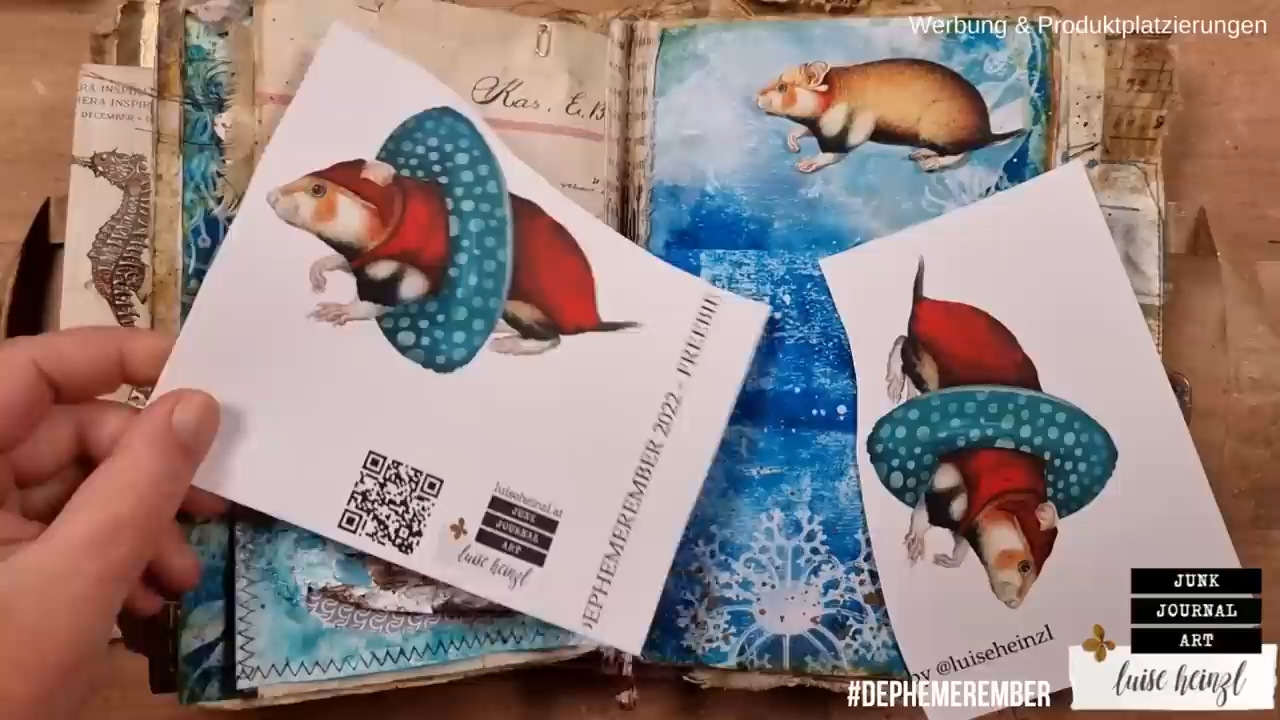 Werbung & Produktplatzierungen
DECEMBER
Kas. E.B
DEPHEMEREMBER 2022 - FREEBIE
luiseheinzl.at
JUNK
JOURNAL
ART
luise heinzl
by @luiseheinzl
#DEPHEMEREMBER
JUNK
JOURNAL
ART
luise heinzl